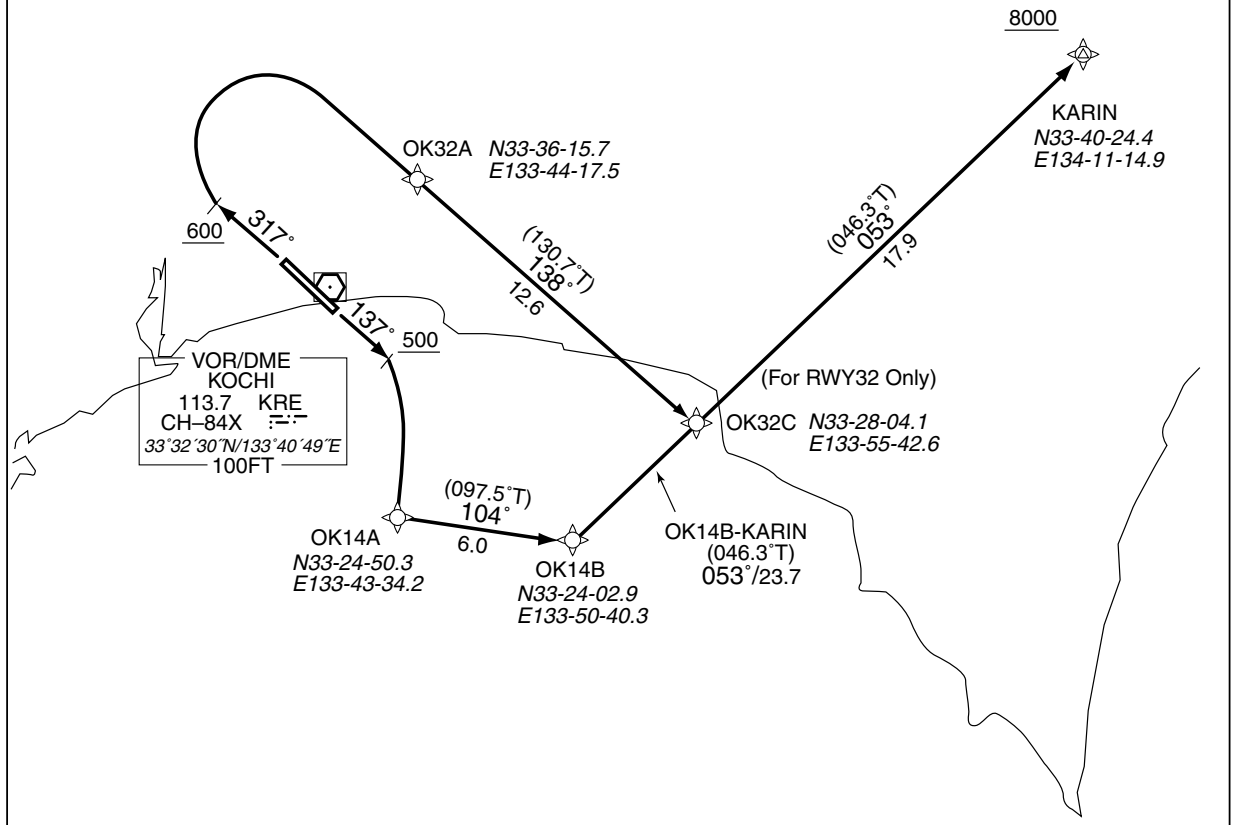 8000
KARIN
N33-40-24.4
E134-11-14.9
OK32A N33-36-15.7
E133-44-17.5
317°
600
(130.7°T)
138°
12.6
(046.3°T)
053°
17.9
137°
500
VOR/DME
KOCHI
113.7 KRE
CH–84X
33°32′30″N/133°40′49″E
100FT
(For RWY32 Only)
OK32C N33-28-04.1
E133-55-42.6
(097.5°T)
104°
6.0
OK14A
N33-24-50.3
E133-43-34.2
OK14B
N33-24-02.9
E133-50-40.3
OK14B-KARIN
(046.3°T)
053°/23.7